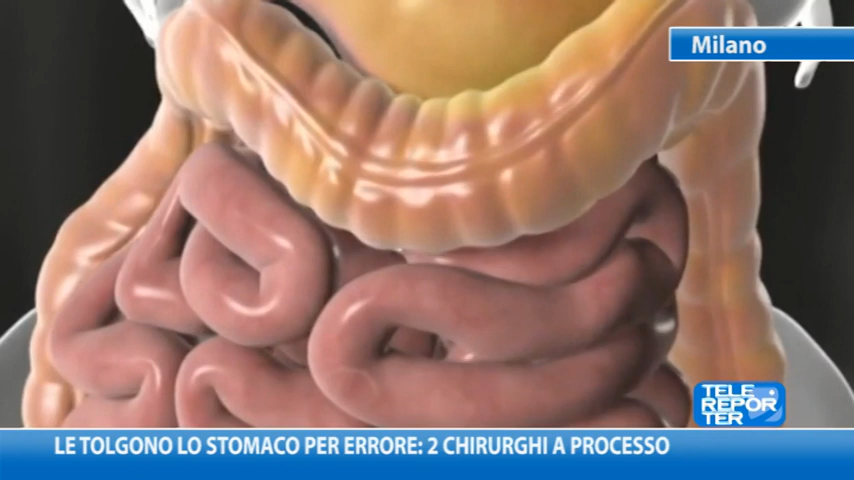 Milano
TELE
REPOR
TER
LE TOLGONO LO STOMACO PER ERRORE: 2 CHIRURGHI A PROCESSO